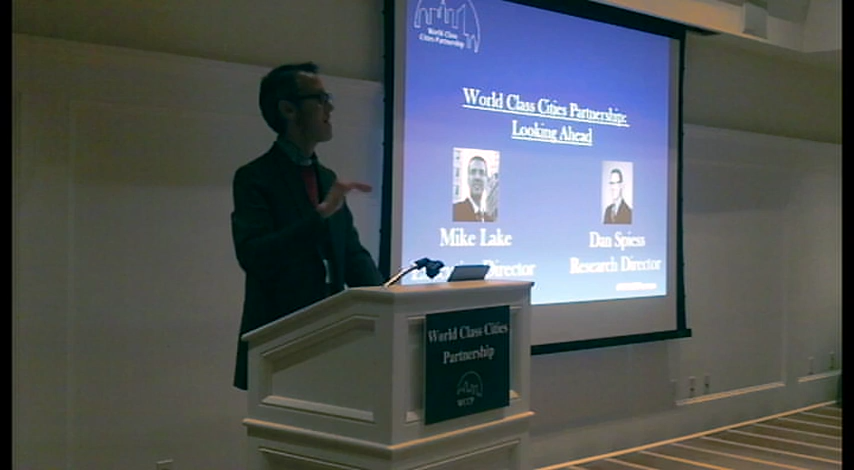 World Class
Cities Partnership
World Class Cities Partnership:
Looking Ahead
Mike Lake
Dan Spiess
Executive Director
Research Director
World Class Cities
Partnership
WCCP